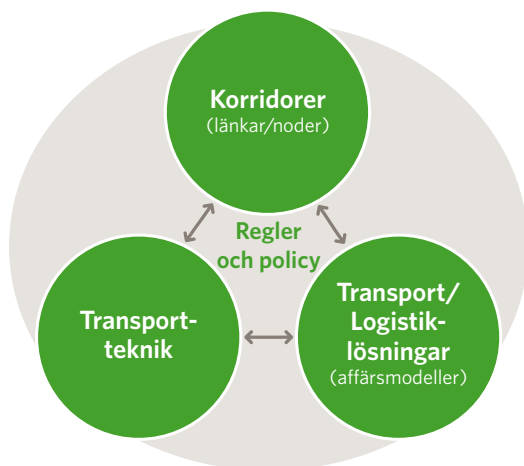 Korridorer
(länkar/noder)
Regler
och policy
Transport-
teknik
Transport/
Logistik-
lösningar
(affärsmodeller)